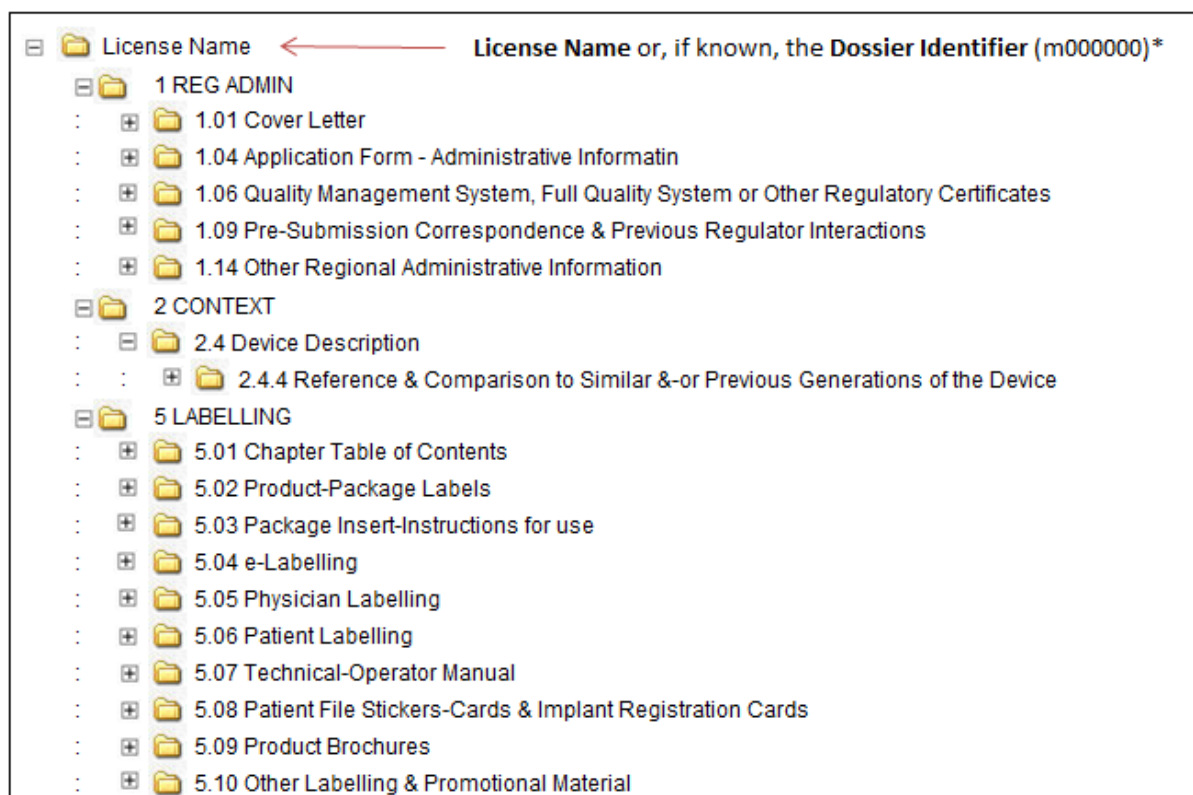 License Name License Name or, if known, the Dossier Identifier (m000000)*
1 REG ADMIN
: 1.01 Cover Letter
: 1.04 Application Form - Administrative Informatin
: 1.06 Quality Management System, Full Quality System or Other Regulatory Certificates
: 1.09 Pre-Submission Correspondence & Previous Regulator Interactions
: 1.14 Other Regional Administrative Information
2 CONTEXT
: 2.4 Device Description
: : 2.4.4 Reference & Comparison to Similar &-or Previous Generations of the Device
5 LABELLING
: 5.01 Chapter Table of Contents
: 5.02 Product-Package Labels
: 5.03 Package Insert-Instructions for use
: 5.04 e-Labelling
: 5.05 Physician Labelling
: 5.06 Patient Labelling
: 5.07 Technical-Operator Manual
: 5.08 Patient File Stickers-Cards & Implant Registration Cards
: 5.09 Product Brochures
: 5.10 Other Labelling & Promotional Material